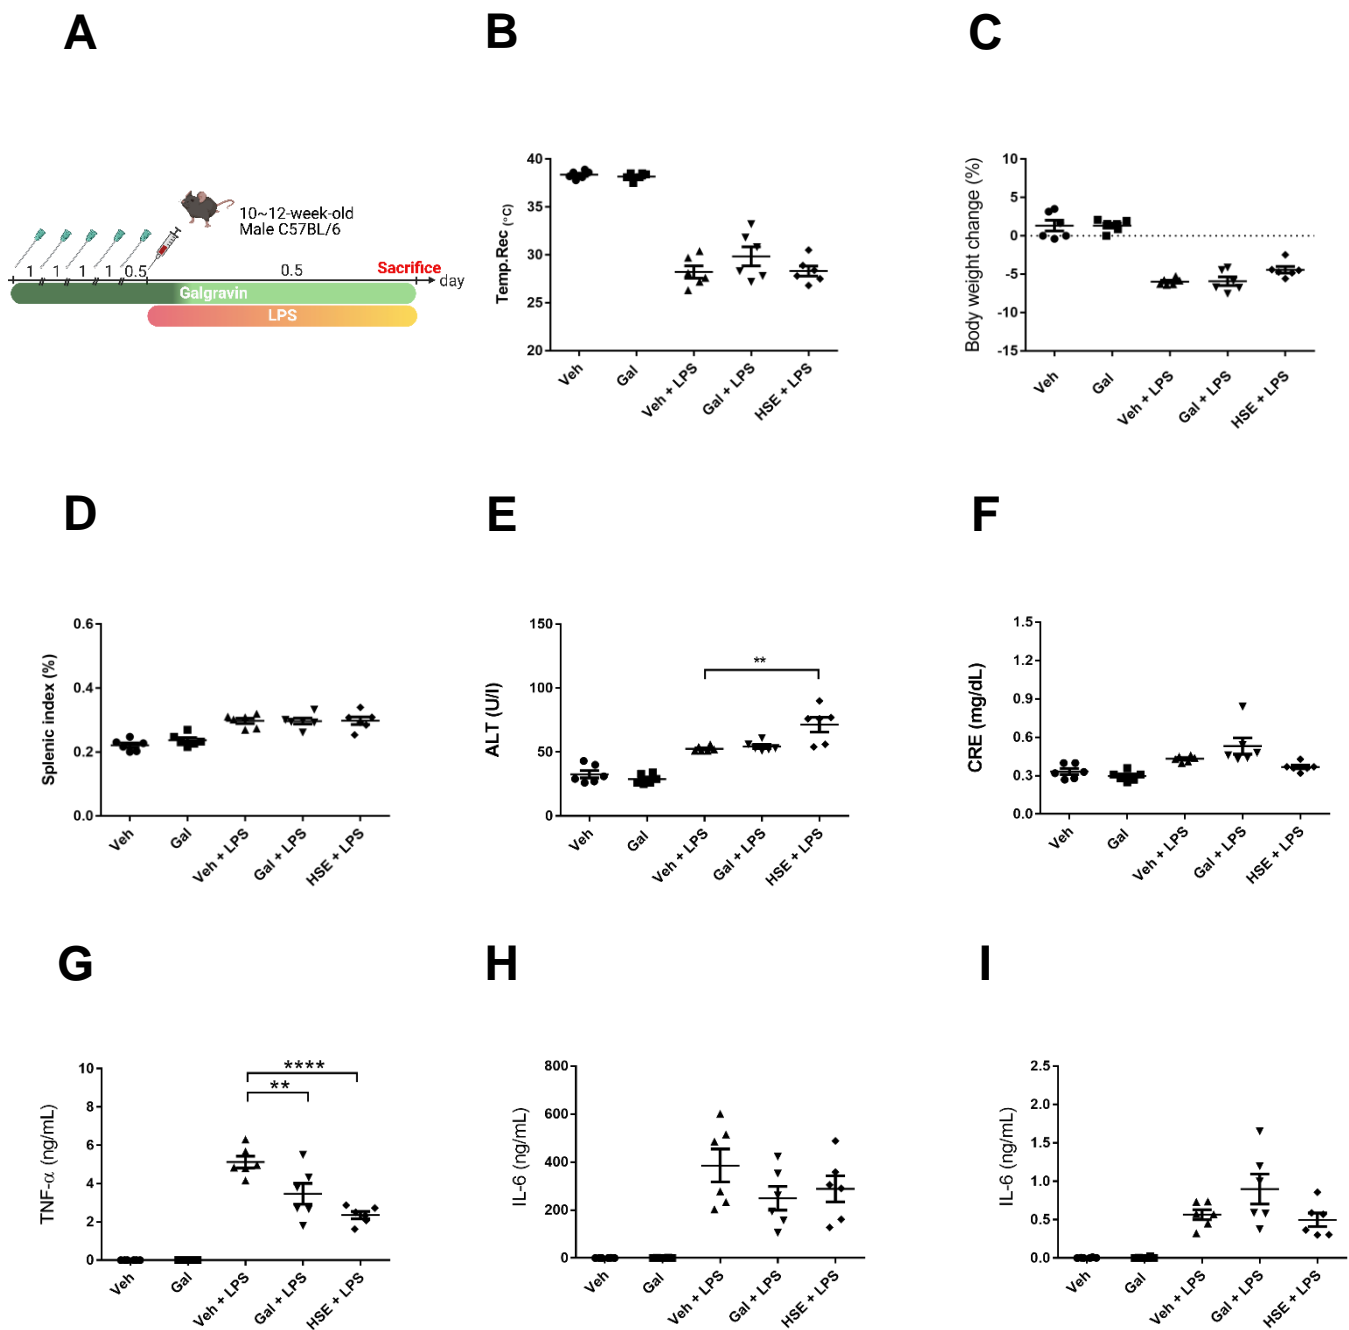 A
10~12-week-old
Male C57BL/6
1 1 1 1 0.5 0.5 Sacrifice
day
Galgravin
LPS
B
Temp.Rec (°C)
40
35
30
25
20
Veh
Gal
Veh + LPS
Gal + LPS
HSE + LPS
C
Body weight change (%)
10
5
0
-5
-10
-15
Veh
Gal
Veh + LPS
Gal + LPS
HSE + LPS
D
Splenic index (%)
0.6
0.4
0.2
0.0
Veh
Gal
Veh + LPS
Gal + LPS
HSE + LPS
E
ALT (U/l)
150
100
50
0
**
Veh
Gal
Veh + LPS
Gal + LPS
HSE + LPS
F
CRE (mg/dL)
1.5
1.2
0.9
0.6
0.3
0.0
Veh
Gal
Veh + LPS
Gal + LPS
HSE + LPS
G
TNF-α (ng/mL)
10
8
6
4
2
0
****
**
Veh
Gal
Veh + LPS
Gal + LPS
HSE + LPS
H
IL-6 (ng/mL)
800
600
400
200
0
Veh
Gal
Veh + LPS
Gal + LPS
HSE + LPS
I
IL-6 (ng/mL)
2.5
2.0
1.5
1.0
0.5
0.0
Veh
Gal
Veh + LPS
Gal + LPS
HSE + LPS